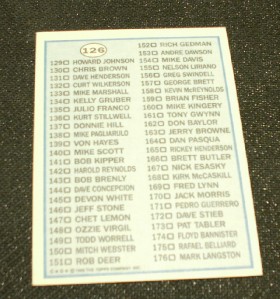 126
129 HOWARD JOHNSON
130 CHRIS BROWN
131 DAVE HENDERSON
132 CURT WILKERSON
133 MIKE MARSHALL
134 KELLY GRUBER
135 JULIO FRANCO
136 KURT STILLWELL
137 DONNIE HILL
138 MIKE PAGLIARULO
139 VON HAYES
140 MIKE SCOTT
141 BOB KIPPER
142 HAROLD REYNOLDS
143 BOB BRENLY
144 DAVE CONCEPCION
145 DEVON WHITE
146 JEFF STONE
147 CHET LEMON
148 OZZIE VIRGIL
149 TODD WORRELL
150 MITCH WEBSTER
151 ROB DEER
152 RICH GEDMAN
153 ANDRE DAWSON
154 MIKE DAVIS
155 NELSON LIRIANO
156 GREG SWINDELL
157 GEORGE BRETT
158 KEVIN McREYNOLDS
159 BRIAN FISHER
160 MIKE KINGERY
161 TONY GWYNN
162 DON BAYLOR
163 JERRY BROWNE
164 DAN PASQUA
165 RICKEY HENDERSON
166 BRETT BUTLER
167 NICK ESASKY
168 KIRK McCASKILL
169 FRED LYNN
170 JACK MORRIS
171 PEDRO GUERRERO
172 DAVE STIEB
173 PAT TABLER
174 FLOYD BANNISTER
175 RAFAEL BELLIARD
176 MARK LANGSTON